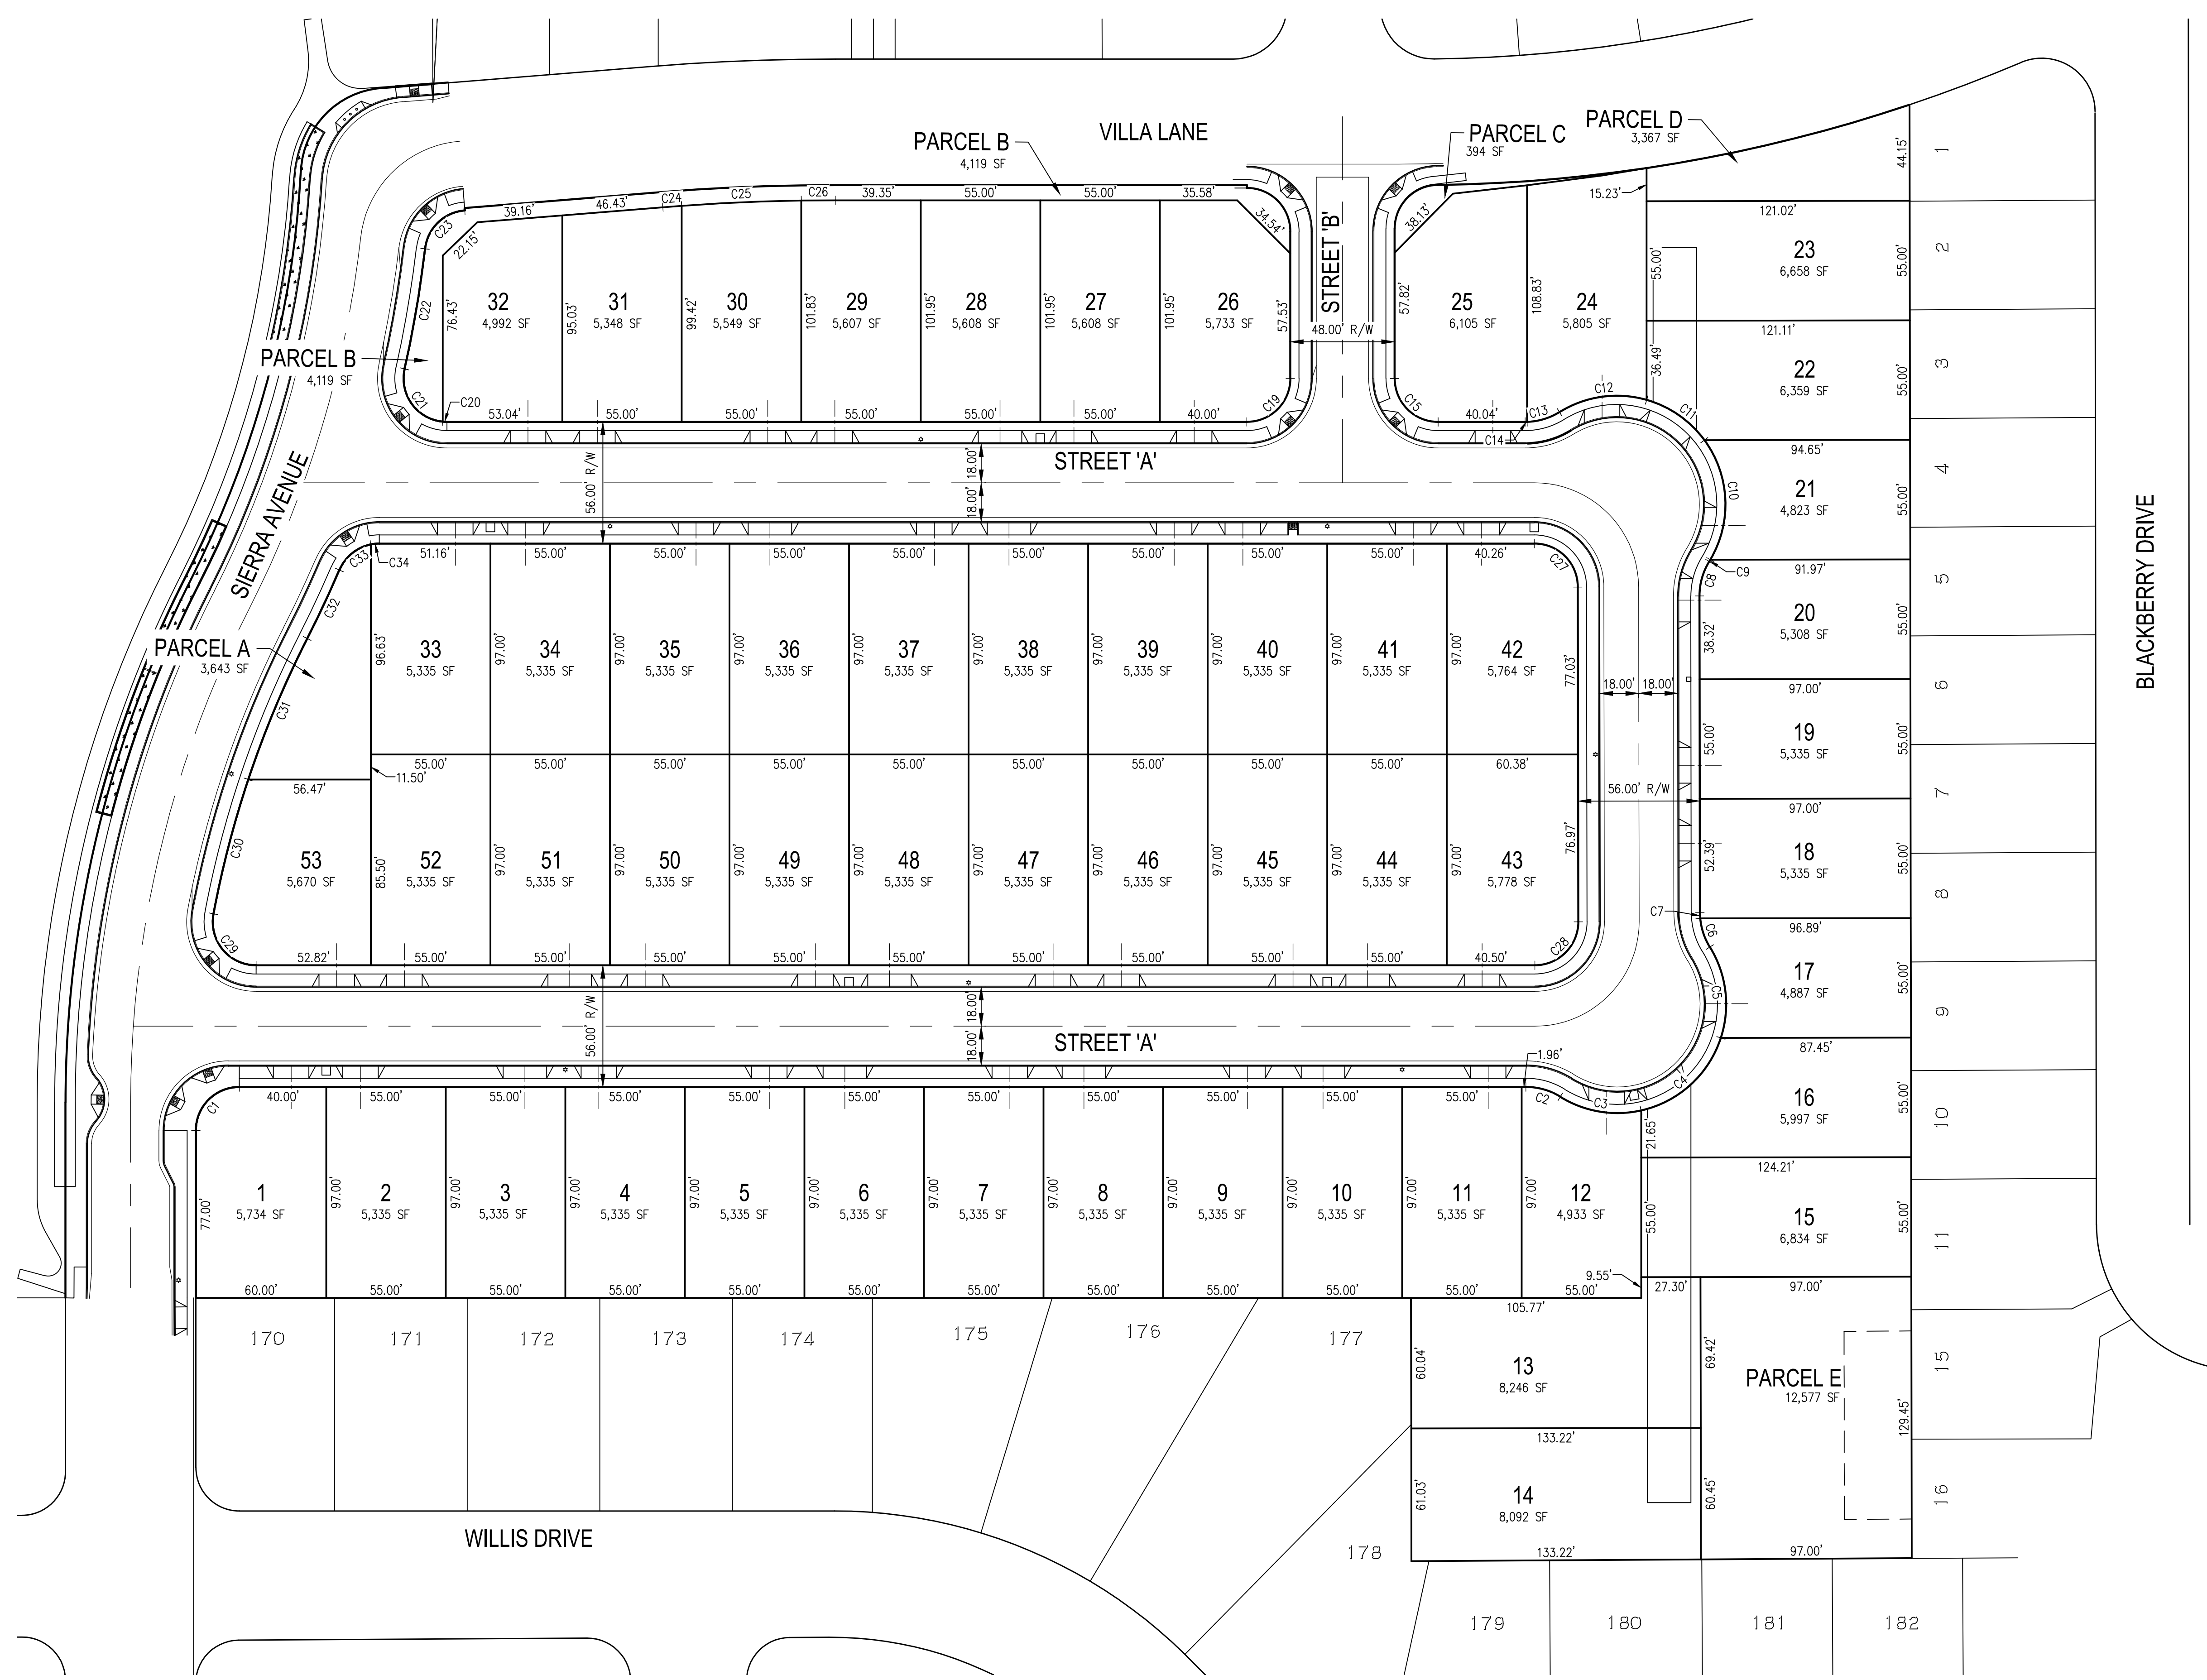 VILLA LANE
PARCEL B
4,119 SF
PARCEL C
394 SF
PARCEL D
3,367 SF
44.15'
1
15.23'
121.02'
2
39.16'
46.43'
C24
C25
C26
39.35'
55.00'
55.00'
35.58'
34.54'
C23
22.15'
C22
76.43'
32
4,992 SF
95.03'
31
5,348 SF
99.42'
30
5,549 SF
101.83'
29
5,607 SF
101.95'
28
5,608 SF
101.95'
27
5,608 SF
101.95'
26
5,733 SF
57.53'
STREET 'B'
48.00' R/W
38.13'
57.82'
25
6,105 SF
108.83'
24
5,805 SF
55.00'
23
6,658 SF
55.00'
121.11'
3
36.49'
22
6,359 SF
55.00'
PARCEL B
4,119 SF
C21
C20
53.04'
55.00'
55.00'
55.00'
55.00'
55.00'
40.00'
C19
C15
40.04'
C13
C14
C12
C11
94.65'
4
C10
21
4,823 SF
55.00'
STREET 'A'
56.00' R/W
18.00'
18.00'
SIERRA AVENUE
BLACKBERRY DRIVE
C33
C34
51.16'
55.00'
55.00'
55.00'
55.00'
55.00'
55.00'
55.00'
55.00'
40.26'
C27
C8
C9
91.97'
5
C32
PARCEL A
3,643 SF
C31
96.63'
33
5,335 SF
97.00'
34
5,335 SF
97.00'
35
5,335 SF
97.00'
36
5,335 SF
97.00'
37
5,335 SF
97.00'
38
5,335 SF
97.00'
39
5,335 SF
97.00'
40
5,335 SF
97.00'
41
5,335 SF
97.00'
42
5,764 SF
77.03'
18.00'
18.00'
38.32'
20
5,308 SF
55.00'
97.00'
6
55.00'
19
5,335 SF
55.00'
56.47'
11.50'
55.00'
55.00'
55.00'
55.00'
55.00'
55.00'
55.00'
55.00'
55.00'
60.38'
56.00' R/W
97.00'
7
C30
53
5,670 SF
85.50'
52
5,335 SF
97.00'
51
5,335 SF
97.00'
50
5,335 SF
97.00'
49
5,335 SF
97.00'
48
5,335 SF
97.00'
47
5,335 SF
97.00'
46
5,335 SF
97.00'
45
5,335 SF
97.00'
44
5,335 SF
97.00'
43
5,778 SF
76.97'
52.39'
18
5,335 SF
55.00'
8
C7
C6
96.89'
C29
52.82'
55.00'
55.00'
55.00'
55.00'
55.00'
55.00'
55.00'
55.00'
40.50'
C28
C5
17
4,887 SF
55.00'
9
56.00' R/W
18.00'
18.00'
STREET 'A'
1.96'
87.45'
C1
40.00'
55.00'
55.00'
55.00'
55.00'
55.00'
55.00'
55.00'
55.00'
55.00'
55.00'
C2
C3
C4
16
5,997 SF
55.00'
10
21.65'
124.21'
77.00'
1
5,734 SF
97.00'
2
5,335 SF
97.00'
3
5,335 SF
97.00'
4
5,335 SF
97.00'
5
5,335 SF
97.00'
6
5,335 SF
97.00'
7
5,335 SF
97.00'
8
5,335 SF
97.00'
9
5,335 SF
97.00'
10
5,335 SF
97.00'
11
5,335 SF
97.00'
12
4,933 SF
55.00'
15
6,834 SF
55.00'
11
60.00'
55.00'
55.00'
55.00'
55.00'
55.00'
55.00'
55.00'
55.00'
55.00'
55.00'
55.00'
9.55'
27.30'
97.00'
105.77'
170
171
172
173
174
175
176
177
60.04'
13
8,246 SF
69.42'
PARCEL E
12,577 SF
15
129.45'
133.22'
61.03'
14
8,092 SF
60.45'
16
WILLIS DRIVE
178
133.22'
97.00'
179
180
181
182